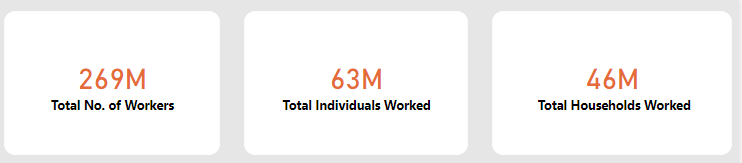 269M
Total No. of Workers
63M
Total Individuals Worked
46M
Total Households Worked